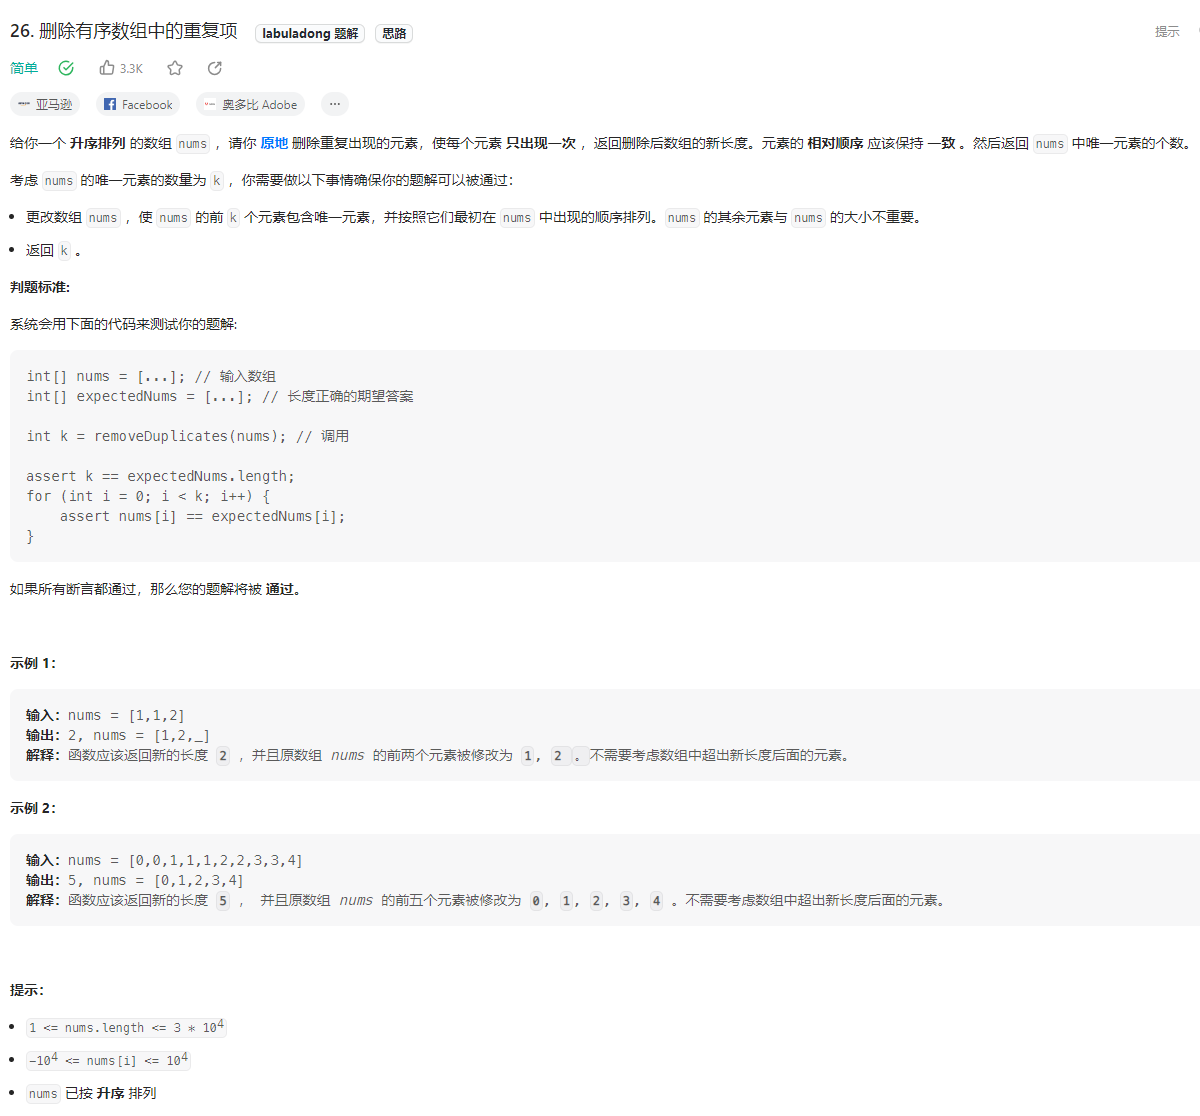 26. 删除有序数组中的重复项 labuladong 题解 思路 提示
简单 3.3K
亚马逊 Facebook 奥多比 Adobe ...
给你一个 升序排列 的数组 nums ，请你 原地 删除重复出现的元素，使每个元素 只出现一次 ，返回删除后数组的新长度。元素的 相对顺序 应该保持 一致 。然后返回 nums 中唯一元素的个数。
考虑 nums 的唯一元素的数量为 k ，你需要做以下事情确保你的题解可以被通过：
• 更改数组 nums ，使 nums 的前 k 个元素包含唯一元素，并按照它们最初在 nums 中出现的顺序排列。nums 的其余元素与 nums 的大小不重要。
• 返回 k 。
判题标准:
系统会用下面的代码来测试你的题解:
int[] nums = [...]; // 输入数组
int[] expectedNums = [...]; // 长度正确的期望答案
int k = removeDuplicates(nums); // 调用
assert k == expectedNums.length;
for (int i = 0; i < k; i++) {
    assert nums[i] == expectedNums[i];
}
如果所有断言都通过，那么您的题解将被 通过。
示例 1：
输入：nums = [1,1,2]
输出：2, nums = [1,2,_]
解释：函数应该返回新的长度 2 ，并且原数组 nums 的前两个元素被修改为 1, 2 。不需要考虑数组中超出新长度后面的元素。
示例 2：
输入：nums = [0,0,1,1,1,2,2,3,3,4]
输出：5, nums = [0,1,2,3,4]
解释：函数应该返回新的长度 5 ， 并且原数组 nums 的前五个元素被修改为 0, 1, 2, 3, 4 。不需要考虑数组中超出新长度后面的元素。
提示：
• 1 <= nums.length <= 3 * 10⁴
• -10⁴ <= nums[i] <= 10⁴
• nums 已按 升序 排列